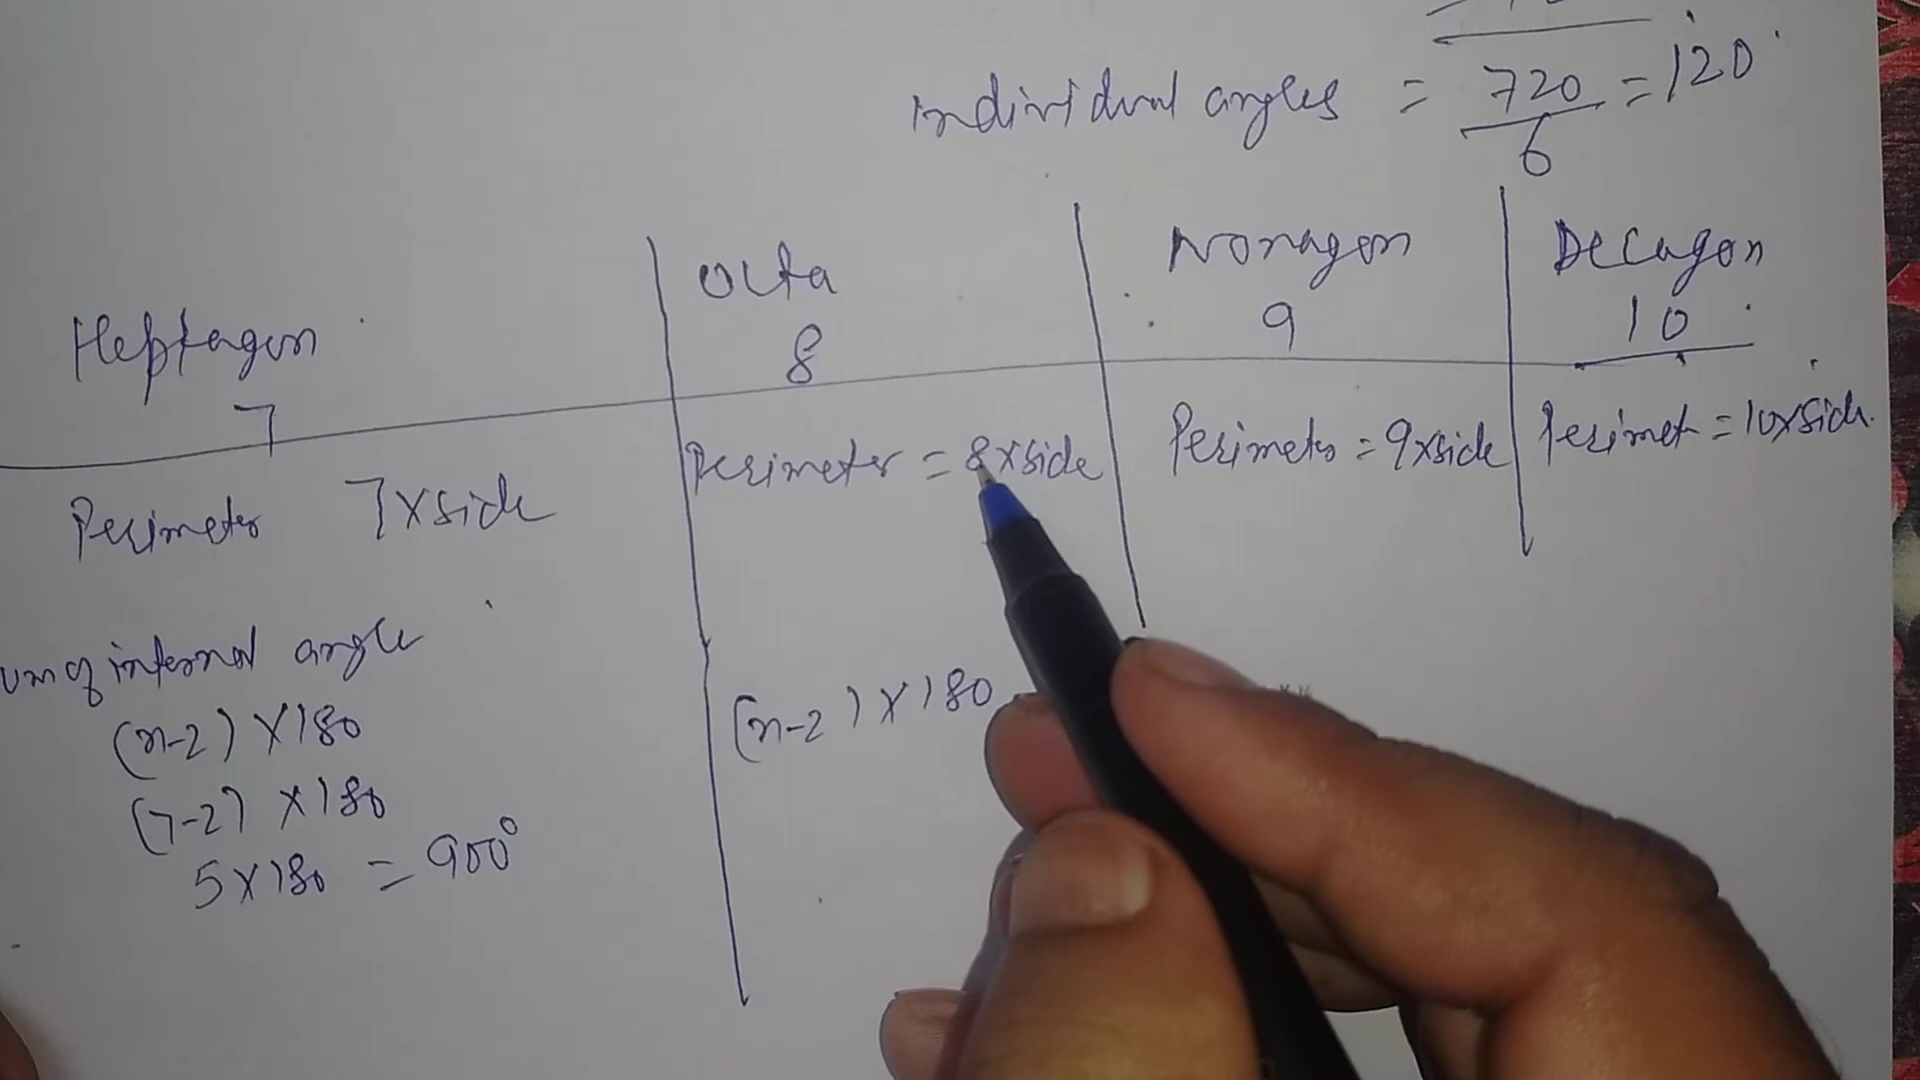 individual angles = 720/6 = 120
Heptagon
7
Octa
8
Nonagon
9
Decagon
10
Perimeter 7xside
Perimeter = 8xside
Perimeter = 9xside
Perimet = 10xside.
um of internal angle
(n-2) X180
(7-2) X180
5X180 = 900°
(n-2) X180